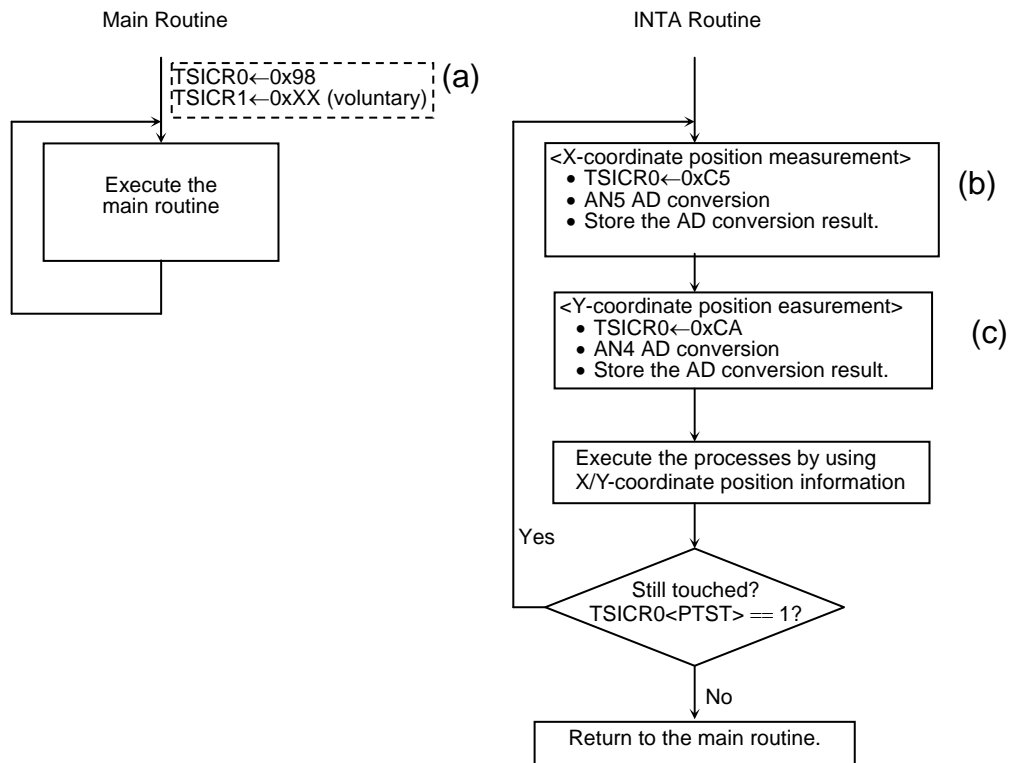 Main Routine
TSICR0←0x98
TSICR1←0xXX (voluntary)
(a)
Execute the
main routine
INTA Routine
<X-coordinate position measurement>
• TSICR0←0xC5
• AN5 AD conversion
• Store the AD conversion result.
(b)
<Y-coordinate position easurement>
• TSICR0←0xCA
• AN4 AD conversion
• Store the AD conversion result.
(c)
Execute the processes by using
X/Y-coordinate position information
Yes
Still touched?
TSICR0<PTST> == 1?
No
Return to the main routine.